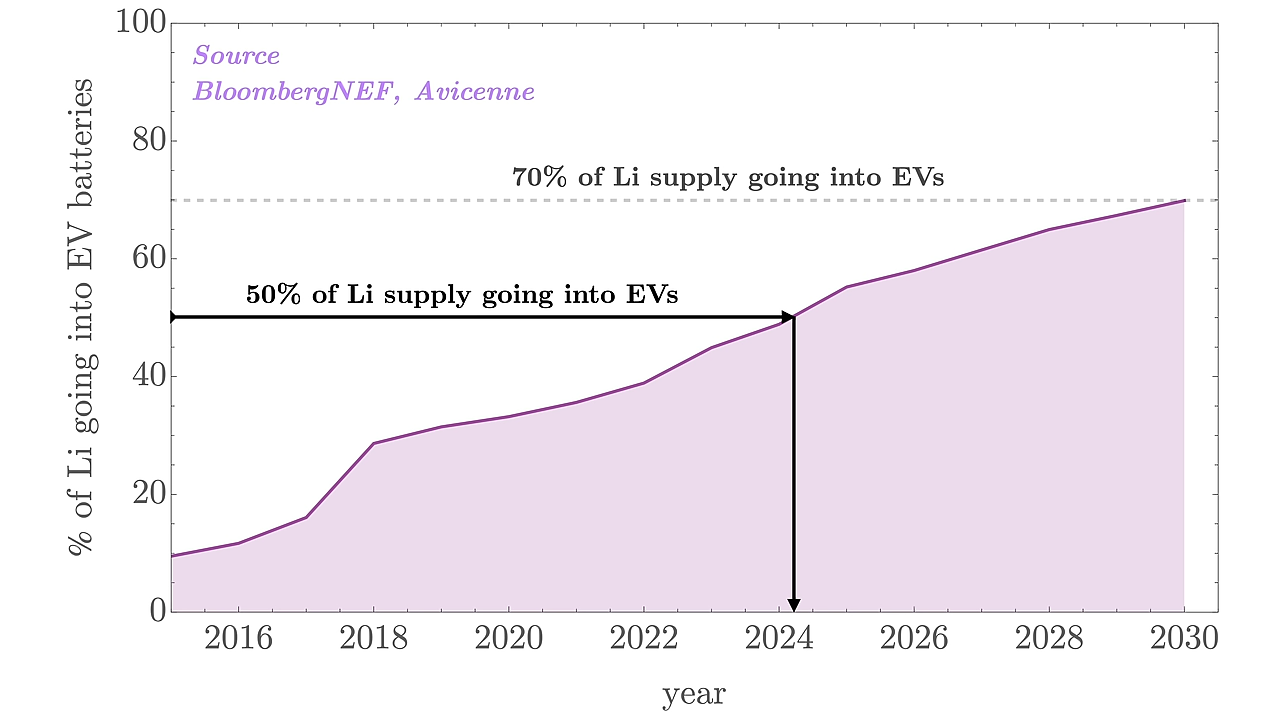 100
Source
BloombergNEF, Avicenne
80
70% of Li supply going into EVs
60
50% of Li supply going into EVs
40
20
0
% of Li going into EV batteries
2016 2018 2020 2022 2024 2026 2028 2030
year